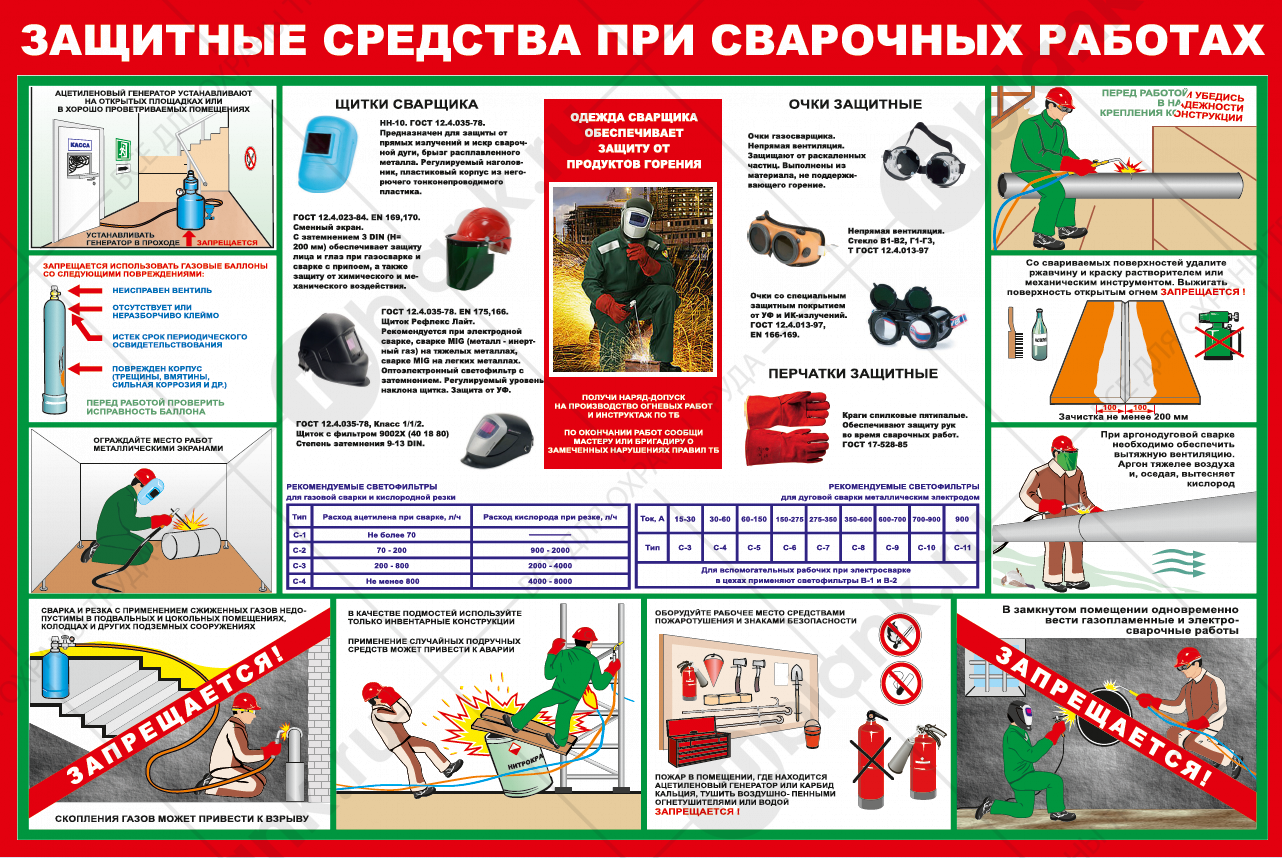 ЗАЩИТНЫЕ СРЕДСТВА ПРИ СВАРОЧНЫХ РАБОТАХ
АЦЕТИЛЕНОВЫЙ ГЕНЕРАТОР УСТАНАВЛИВАЮТ
НА ОТКРЫТЫХ ПЛОЩАДКАХ ИЛИ
В ХОРОШО ПРОВЕТРИВАЕМЫХ ПОМЕЩЕНИЯХ
КАССА
УСТАНАВЛИВАТЬ
ГЕНЕРАТОР В ПРОХОДЕ ЗАПРЕЩАЕТСЯ
ЗАПРЕЩАЕТСЯ ИСПОЛЬЗОВАТЬ ГАЗОВЫЕ БАЛЛОНЫ
СО СЛЕДУЮЩИМИ ПОВРЕЖДЕНИЯМИ:
НЕИСПРАВЕН ВЕНТИЛЬ
ОТСУТСТВУЕТ ИЛИ
НЕРАЗБОРЧИВО КЛЕЙМО
ИСТЕК СРОК ПЕРИОДИЧЕСКОГО
ОСВИДЕТЕЛЬСТВОВАНИЯ
ПОВРЕЖДЕН КОРПУС
(ТРЕЩИНЫ, ВМЯТИНЫ,
СИЛЬНАЯ КОРРОЗИЯ И ДР.)
ПЕРЕД РАБОТОЙ ПРОВЕРИТЬ
ИСПРАВНОСТЬ БАЛЛОНА
ОГРАЖДАЙТЕ МЕСТО РАБОТ
МЕТАЛЛИЧЕСКИМИ ЭКРАНАМИ
ЩИТКИ СВАРЩИКА
НН-10. ГОСТ 12.4.035-78.
Предназначен для защиты от
прямых излучений и искр свароч-
ной дуги, брызг расплавленного
металла. Регулируемый наголов-
ник, пластиковый корпус из него-
рючего тонконепроводимого
пластика.
ГОСТ 12.4.023-84. EN 169,170.
Сменный экран.
С затемнением 3 DIN (H=
200 мм) обеспечивает защиту
лица и глаз при газосварке и
сварке с припоем, а также
защиту от химического и ме-
ханического воздействия.
ГОСТ 12.4.035-78. EN 175,166.
Щиток Рефлекс Лайт.
Рекомендуется при электродной
сварке, сварке MIG (металл - инерт-
ный газ) на тяжелых металлах,
сварке MIG на легких металлах.
Оптоэлектронный светофильтр с
затемнением. Регулируемый уровень
наклона щитка. Защита от УФ.
ГОСТ 12.4.035-78, Класс 1/1/2.
Щиток с фильтром 9002X (40 18 80)
Степень затемнения 9-13 DIN.
ОДЕЖДА СВАРЩИКА
ОБЕСПЕЧИВАЕТ
ЗАЩИТУ ОТ
ПРОДУКТОВ ГОРЕНИЯ
ПОЛУЧИ НАРЯД-ДОПУСК
НА ПРОИЗВОДСТВО ОГНЕВЫХ РАБОТ
И ИНСТРУКТАЖ ПО ТБ
ПО ОКОНЧАНИИ РАБОТ СООБЩИ
МАСТЕРУ ИЛИ БРИГАДИРУ О
ЗАМЕЧЕННЫХ НАРУШЕНИЯХ ПРАВИЛ ТБ
ОЧКИ ЗАЩИТНЫЕ
Очки газосварщика.
Непрямая вентиляция.
Защищают от раскаленных
частиц. Выполнены из
материала, не поддержи-
вающего горение.
Непрямая вентиляция.
Стекло В1-В2, Г1-Г3,
Т ГОСТ 12.4.013-97
Очки со специальным
защитным покрытием
от УФ и ИК-излучений.
ГОСТ 12.4.013-97,
EN 166-169.
ПЕРЧАТКИ ЗАЩИТНЫЕ
Краги спилковые пятипалые.
Обеспечивают защиту рук
во время сварочных работ.
ГОСТ 17-528-85
РЕКОМЕНДУЕМЫЕ СВЕТОФИЛЬТРЫ
для газовой сварки и кислородной резки
Тип Расход ацетилена при сварке, л/ч Расход кислорода при резке, л/ч
С-1 Не более 70
С-2 70 - 200 900 - 2000
С-3 200 - 800 2000 - 4000
С-4 Не менее 800 4000 - 8000
РЕКОМЕНДУЕМЫЕ СВЕТОФИЛЬТРЫ
для дуговой сварки металлическим электродом
Ток, А 15-30 30-60 60-150 150-275 275-350 350-600 600-700 700-900 900
Тип С-3 С-4 С-5 С-6 С-7 С-8 С-9 С-10 С-11
Для вспомогательных рабочих при электросварке
в цехах применяют светофильтры В-1 и В-2
ПЕРЕД РАБОТОЙ И УБЕДИСЬ
В НАДЕЖНОСТИ
КРЕПЛЕНИЯ КОНСТРУКЦИИ
Со свариваемых поверхностей удалите
ржавчину и краску растворителем или
механическим инструментом. Выжигать
поверхность открытым огнем ЗАПРЕЩАЕТСЯ !
100 100
Зачистка не менее 200 мм
При аргонодуговой сварке
необходимо обеспечить
вытяжную вентиляцию.
Аргон тяжелее воздуха
и, оседая, вытесняет
кислород
СВАРКА И РЕЗКА С ПРИМЕНЕНИЕМ СЖИЖЕННЫХ ГАЗОВ НЕДО-
ПУСТИМЫ В ПОДВАЛЬНЫХ И ЦОКОЛЬНЫХ ПОМЕЩЕНИЯХ,
КОЛОДЦАХ И ДРУГИХ ПОДЗЕМНЫХ СООРУЖЕНИЯХ
ЗАПРЕЩАЕТСЯ!
СКОПЛЕНИЯ ГАЗОВ МОЖЕТ ПРИВЕСТИ К ВЗРЫВУ
В КАЧЕСТВЕ ПОДМОСТЕЙ ИСПОЛЬЗУЙТЕ
ТОЛЬКО ИНВЕНТАРНЫЕ КОНСТРУКЦИИ
ПРИМЕНЕНИЕ СЛУЧАЙНЫХ ПОДРУЧНЫХ
СРЕДСТВ МОЖЕТ ПРИВЕСТИ К АВАРИИ
НИТРОКРА
ОБОРУДУЙТЕ РАБОЧЕЕ МЕСТО СРЕДСТВАМИ
ПОЖАРОТУШЕНИЯ И ЗНАКАМИ БЕЗОПАСНОСТИ
ПОЖАР В ПОМЕЩЕНИИ, ГДЕ НАХОДИТСЯ
АЦЕТИЛЕНОВЫЙ ГЕНЕРАТОР ИЛИ КАРБИД
КАЛЬЦИЯ, ТУШИТЬ ВОЗДУШНО- ПЕННЫМИ
ОГНЕТУШИТЕЛЯМИ ИЛИ ВОДОЙ
ЗАПРЕЩАЕТСЯ !
В замкнутом помещении одновременно
вести газопламенные и электро-
сварочные работы
ЗАПРЕЩАЕТСЯ!